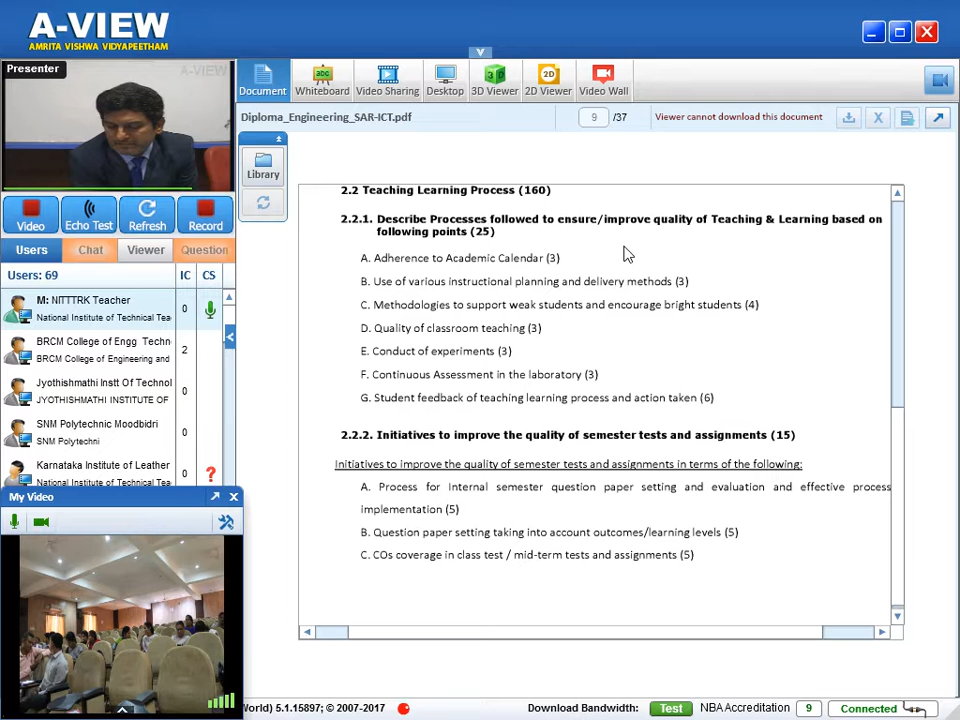 A-VIEW
AMRITA VISHWA VIDYAPEETHAM
Presenter
A-VIEW
Document
Whiteboard
Video Sharing
Desktop
3D Viewer
2D Viewer
Video Wall
Diploma_Engineering_SAR-ICT.pdf
9 /37
Viewer cannot download this document
Library
Video
Echo Test
Refresh
Record
Users
Chat
Viewer
Question
Users: 69
IC
CS
M: NITTTRK Teacher
National Institute of Technical Tea
0
BRCM College of Engg Techn
BRCM College of Engineering and
2
Jyothishmathi Instt Of Technol
JYOTHISHMATHI INSTITUTE OF
0
SNM Polytechnic Moodbidri
SNM Polytechni
0
Karnataka Institute of Leather
National Institute of Technical Tea
0
?
My Video
2.2 Teaching Learning Process (160)
2.2.1. Describe Processes followed to ensure/improve quality of Teaching & Learning based on
following points (25)
A. Adherence to Academic Calendar (3)
B. Use of various instructional planning and delivery methods (3)
C. Methodologies to support weak students and encourage bright students (4)
D. Quality of classroom teaching (3)
E. Conduct of experiments (3)
F. Continuous Assessment in the laboratory (3)
G. Student feedback of teaching learning process and action taken (6)
2.2.2. Initiatives to improve the quality of semester tests and assignments (15)
Initiatives to improve the quality of semester tests and assignments in terms of the following:
A. Process for Internal semester question paper setting and evaluation and effective process
implementation (5)
B. Question paper setting taking into account outcomes/learning levels (5)
C. COs coverage in class test / mid-term tests and assignments (5)
World) 5.1.15897; © 2007-2017
Download Bandwidth:
Test
NBA Accreditation
9
Connected